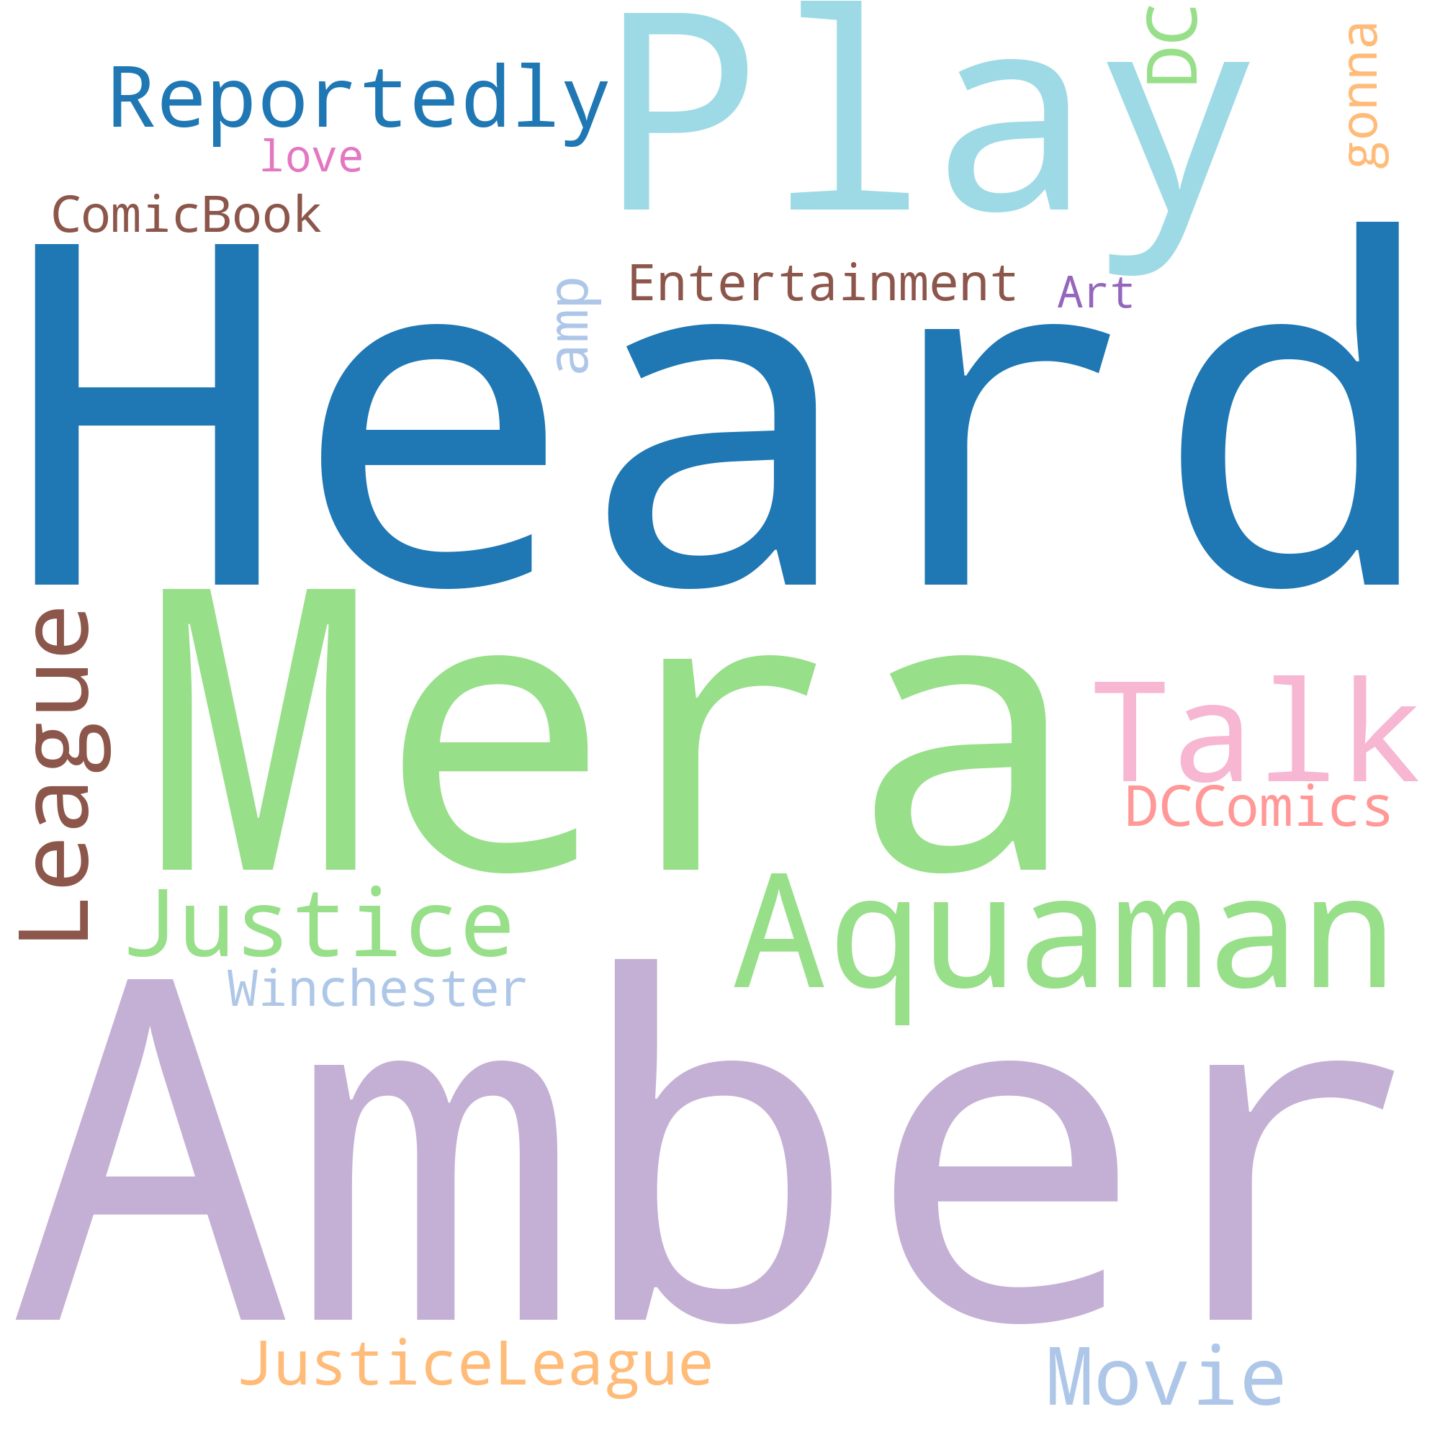 Play
DC
gonna
Reportedly
love
ComicBook
Entertainment
Art
amp
Heard
League
Mera
Talk
DCComics
Justice
Aquaman
Winchester
Amber
JusticeLeague
Movie